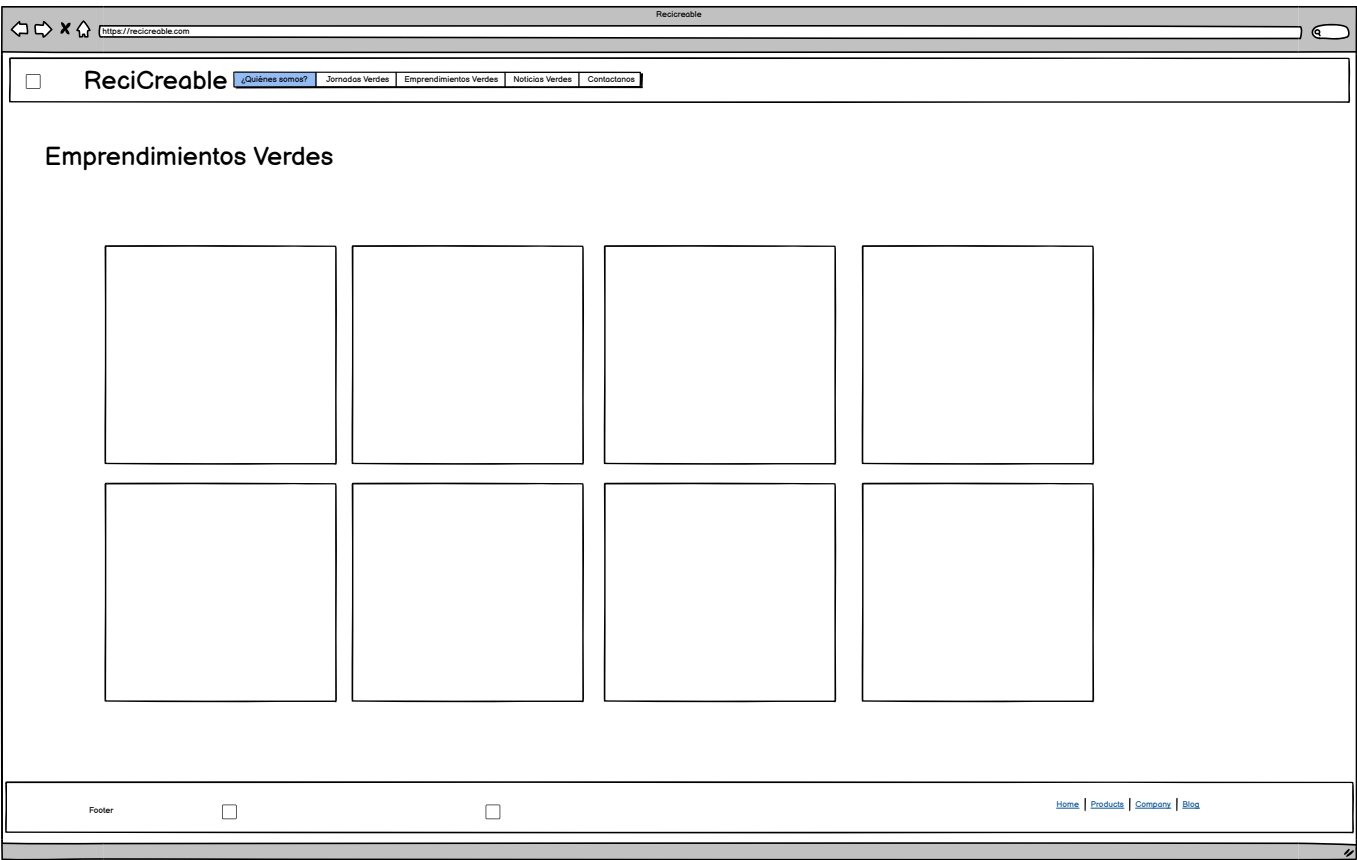 Recicreable
https://recicreable.com
ReciCreable ¿Quiénes somos? Jornadas Verdes Emprendimientos Verdes Noticias Verdes Contactanos
Emprendimientos Verdes
Footer Home Products Company Blog